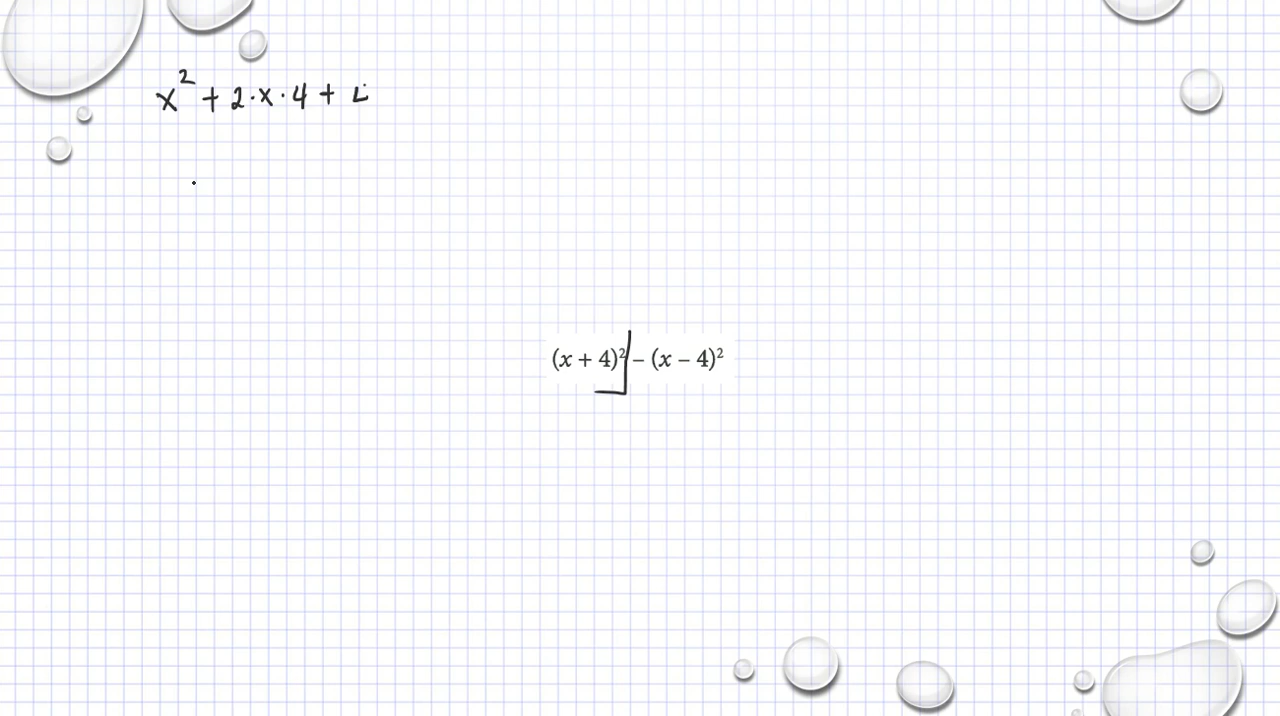 x² + 2·x·4 +
(x + 4)² – (x – 4)²